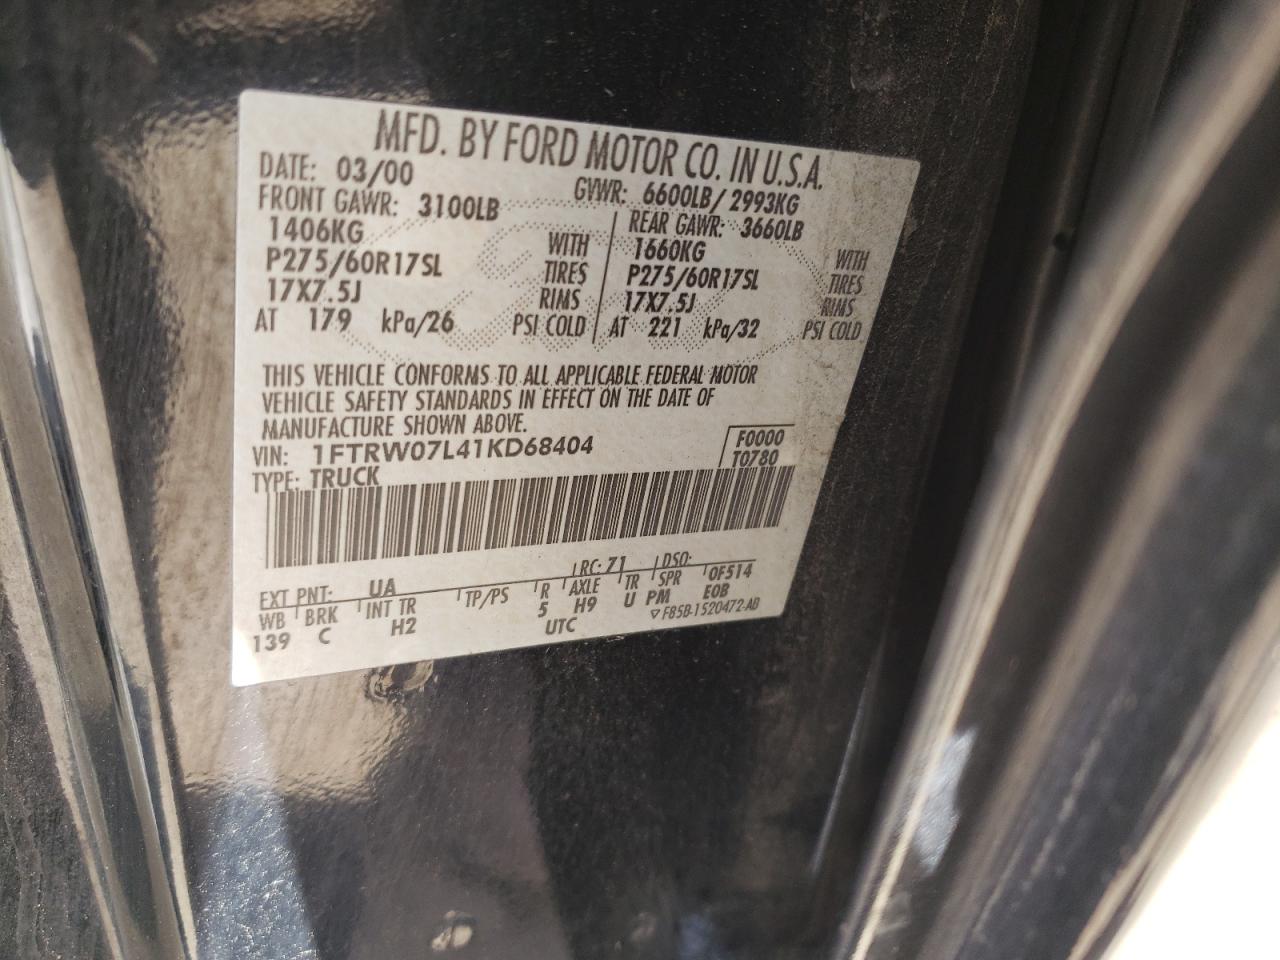 MFD. BY FORD MOTOR CO. IN U.S.A.
DATE: 03/00 GVWR: 6600LB/ 2993KG
FRONT GAWR: 3100LB REAR GAWR: 3660LB
1406KG WITH 1660KG WITH
P275/60R17SL TIRES P275/60R17SL TIRES
17X7.5J RIMS 17X7.5J RIMS
AT 179 kPa/26 PSI COLD AT 221 kPa/32 PSI COLD
THIS VEHICLE CONFORMS TO ALL APPLICABLE FEDERAL MOTOR
VEHICLE SAFETY STANDARDS IN EFFECT ON THE DATE OF
MANUFACTURE SHOWN ABOVE.
VIN: 1FTRW07L41KD68404 F0000
TYPE: TRUCK T0780
EXT PNT: UA RC: 71 DSO:
WB BRK INT TR TP/PS R AXLE TR SPR 0F514
139 C H2 5 H9 U PM E0B
UTC ▽F85B-1520472-AB